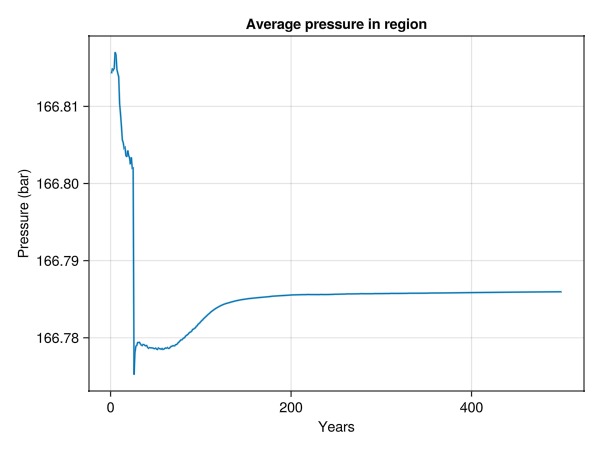 Average pressure in region
Pressure (bar)
166.81
166.80
166.79
166.78
0 200 400
Years